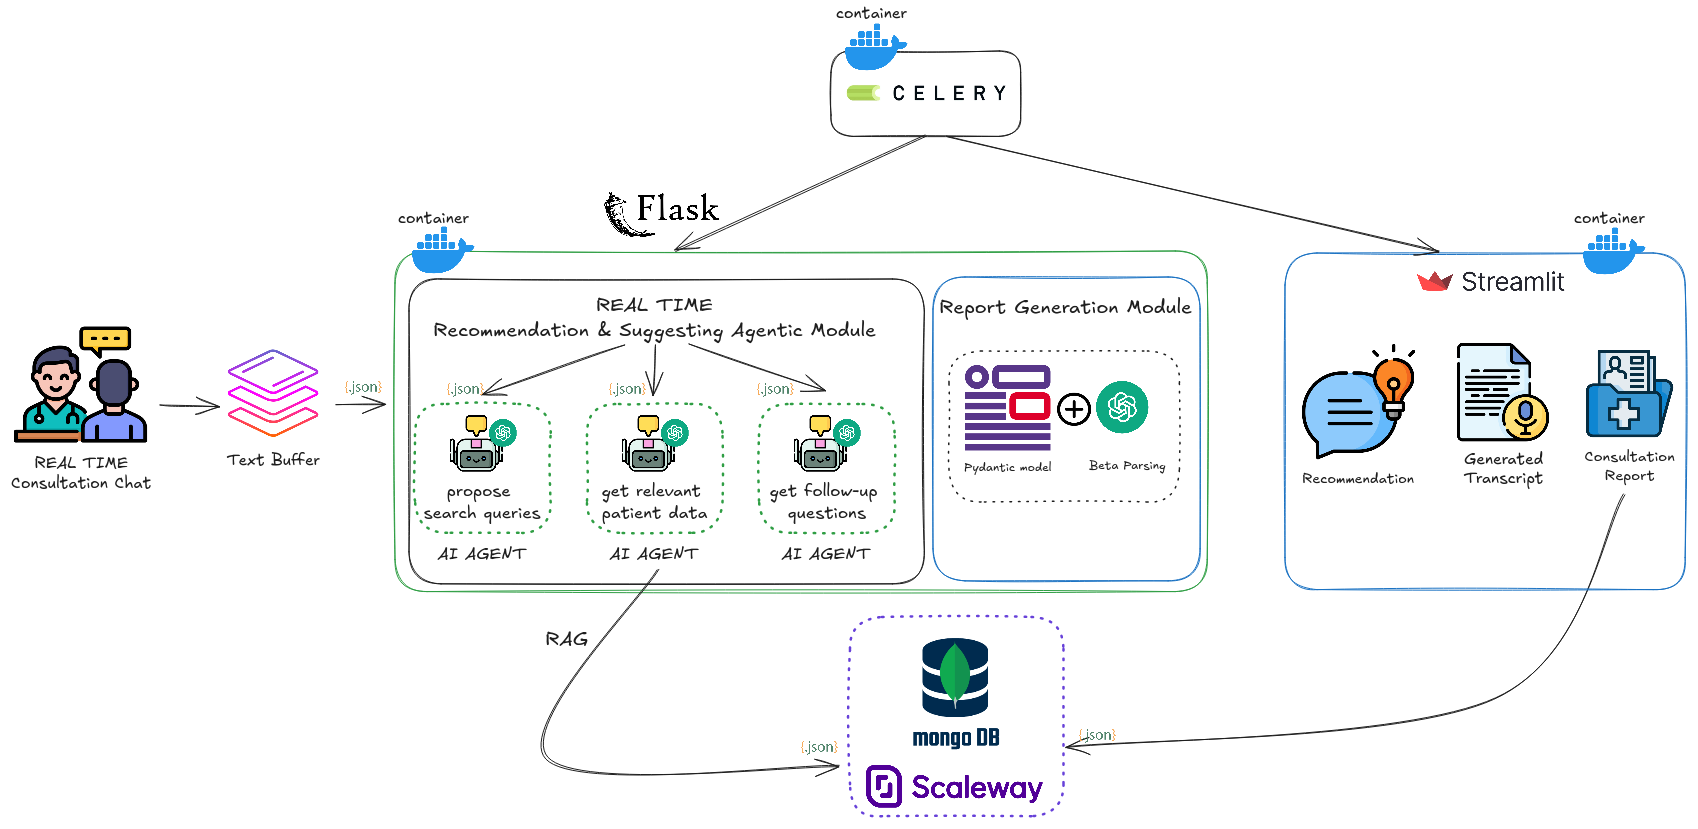 container
CELERY
Flask
container
container
Streamlit
REAL TIME
Recommendation & Suggesting Agentic Module
Report Generation Module
{.json}
{.json}
{.json}
{.json}
REAL TIME
Consultation Chat
Text Buffer
propose
search queries
AI AGENT
get relevant
patient data
AI AGENT
get follow-up
questions
AI AGENT
Pydantic model
Beta Parsing
Recommendation
Generated
Transcript
Consultation
Report
RAG
{.json}
{.json}
mongo DB
Scaleway